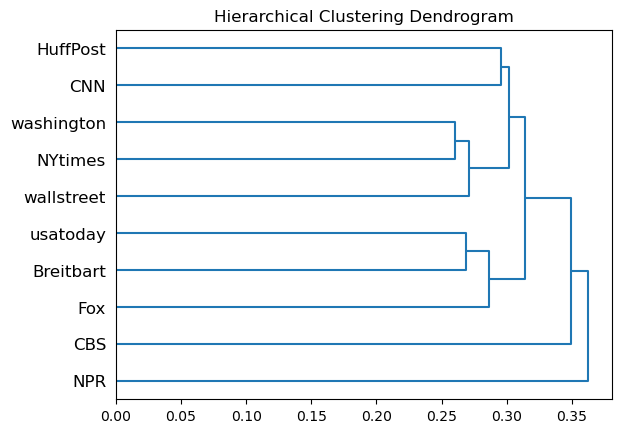 Hierarchical Clustering Dendrogram
HuffPost
CNN
washington
NYtimes
wallstreet
usatoday
Breitbart
Fox
CBS
NPR
0.00 0.05 0.10 0.15 0.20 0.25 0.30 0.35